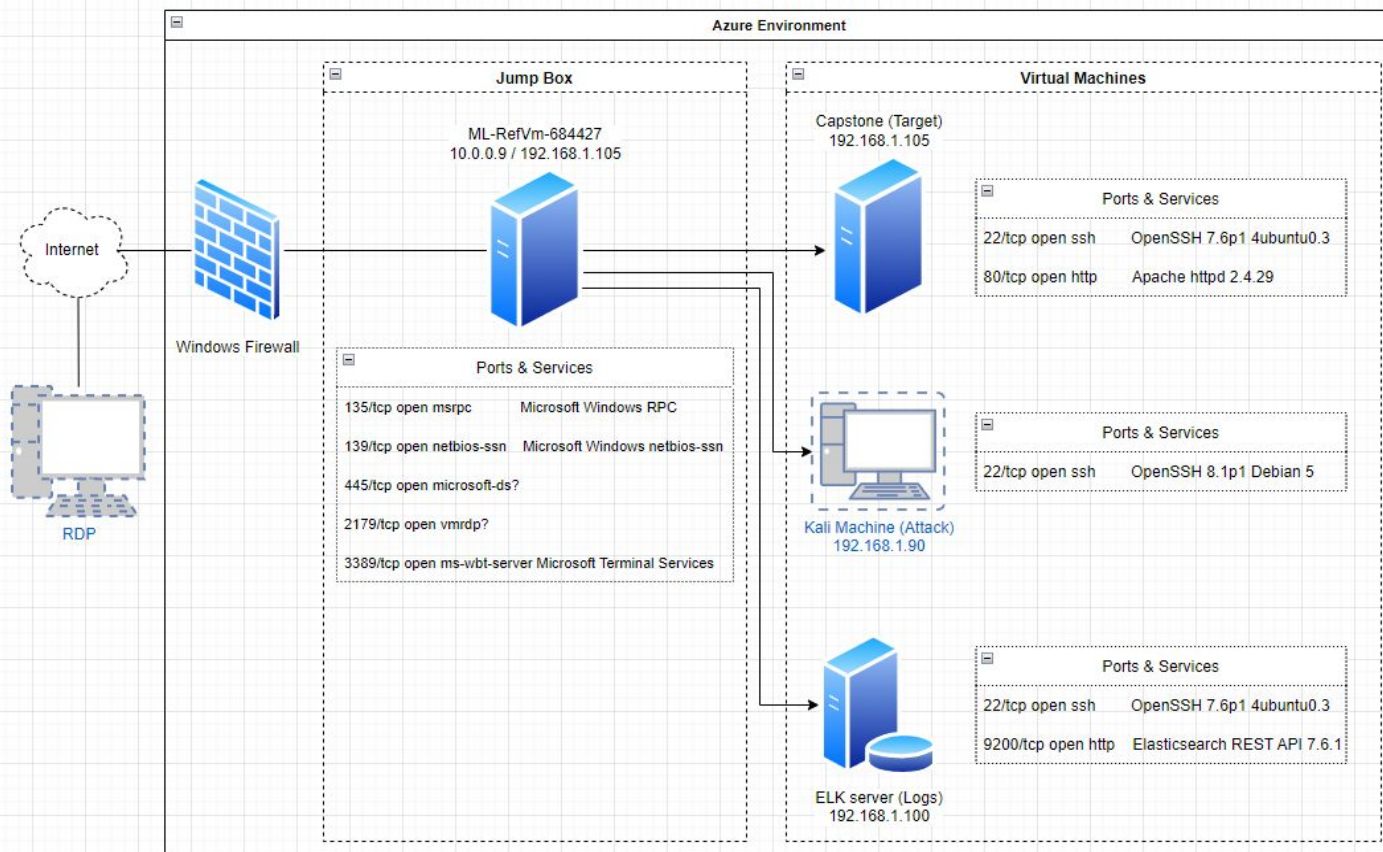 Azure Environment
Jump Box
Virtual Machines
ML-RefVm-684427
10.0.0.9 / 192.168.1.105
Capstone (Target)
192.168.1.105
Ports & Services
22/tcp open ssh OpenSSH 7.6p1 4ubuntu0.3
80/tcp open http Apache httpd 2.4.29
Internet
Windows Firewall
RDP
Ports & Services
135/tcp open msrpc Microsoft Windows RPC
139/tcp open netbios-ssn Microsoft Windows netbios-ssn
445/tcp open microsoft-ds?
2179/tcp open vmrdp?
3389/tcp open ms-wbt-server Microsoft Terminal Services
Kali Machine (Attack)
192.168.1.90
Ports & Services
22/tcp open ssh OpenSSH 8.1p1 Debian 5
ELK server (Logs)
192.168.1.100
Ports & Services
22/tcp open ssh OpenSSH 7.6p1 4ubuntu0.3
9200/tcp open http Elasticsearch REST API 7.6.1